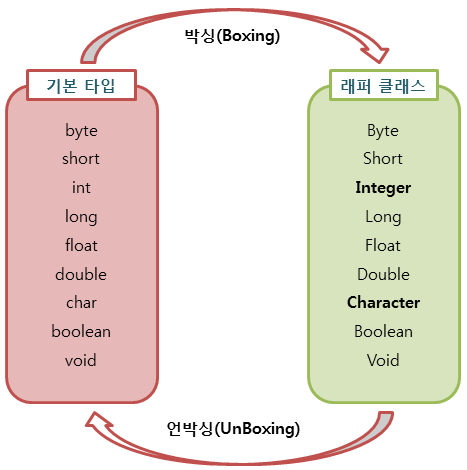 박싱(Boxing)
기본 타입
byte
short
int
long
float
double
char
boolean
void
래퍼 클래스
Byte
Short
Integer
Long
Float
Double
Character
Boolean
Void
언박싱(UnBoxing)